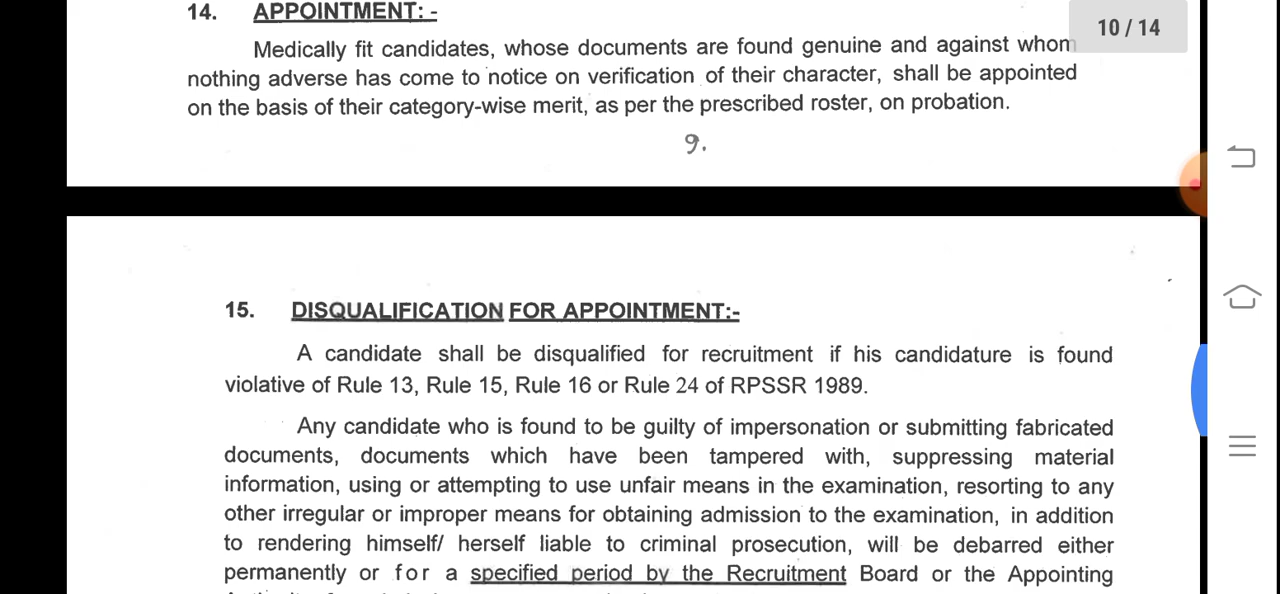 14. APPOINTMENT: -
10 / 14
Medically fit candidates, whose documents are found genuine and against whom
nothing adverse has come to notice on verification of their character, shall be appointed
on the basis of their category-wise merit, as per the prescribed roster, on probation.
9.
15. DISQUALIFICATION FOR APPOINTMENT:-
A candidate shall be disqualified for recruitment if his candidature is found
violative of Rule 13, Rule 15, Rule 16 or Rule 24 of RPSSR 1989.
Any candidate who is found to be guilty of impersonation or submitting fabricated
documents, documents which have been tampered with, suppressing material
information, using or attempting to use unfair means in the examination, resorting to any
other irregular or improper means for obtaining admission to the examination, in addition
to rendering himself/ herself liable to criminal prosecution, will be debarred either
permanently or for a specified period by the Recruitment Board or the Appointing